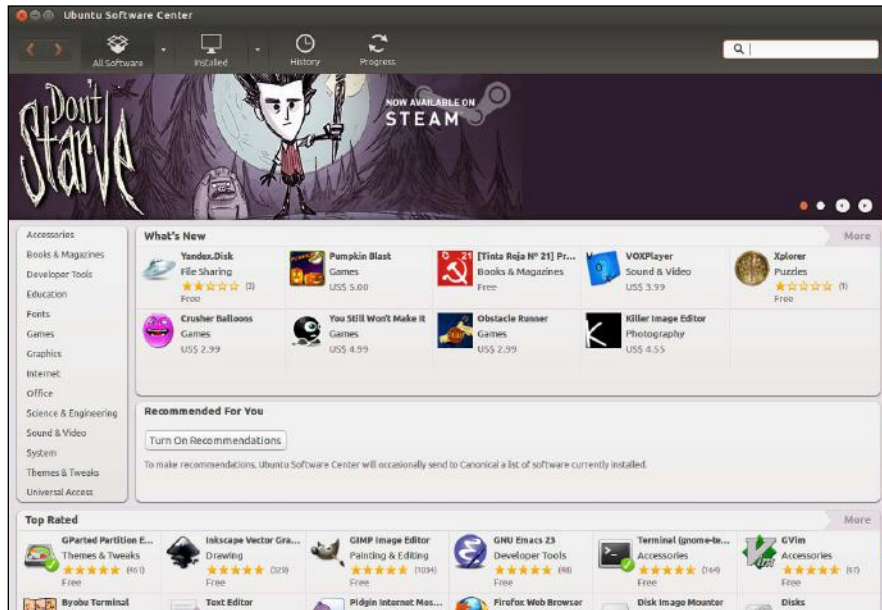 Ubuntu Software Center
All Software
Installed
History
Progress
Don't Starve
NOW AVAILABLE ON
STEAM
Accessories
Books & Magazines
Developer Tools
Education
Fonts
Games
Graphics
Internet
Office
Science & Engineering
Sound & Video
System
Themes & Tweaks
Universal Access
What's New
More
Yandex.Disk
File Sharing
(3)
Free
Pumpkin Blast
Games
US$ 5.00
[Tinta Roja Nº 21] Pr...
Books & Magazines
Free
VOXPlayer
Sound & Video
US$ 3.99
Xplorer
Puzzles
(1)
Free
Crusher Balloons
Games
US$ 2.99
You Still Won't Make It
Games
US$ 4.99
Obstacle Runner
Games
US$ 2.99
Killer Image Editor
Photography
US$ 4.55
Recommended For You
Turn On Recommendations
To make recommendations, Ubuntu Software Center will occasionally send to Canonical a list of software currently installed.
Top Rated
More
GParted Partition E...
Themes & Tweaks
(461)
Free
Inkscape Vector Gra...
Drawing
(329)
Free
GIMP Image Editor
Painting & Editing
(1034)
Free
GNU Emacs 23
Developer Tools
(98)
Free
Terminal (gnome-te...
Accessories
(164)
Free
GVim
Accessories
(67)
Free
Byobu Terminal
Text Editor
Pidgin Internet Mes...
Firefox Web Browser
Disk Image Mounter
Disks